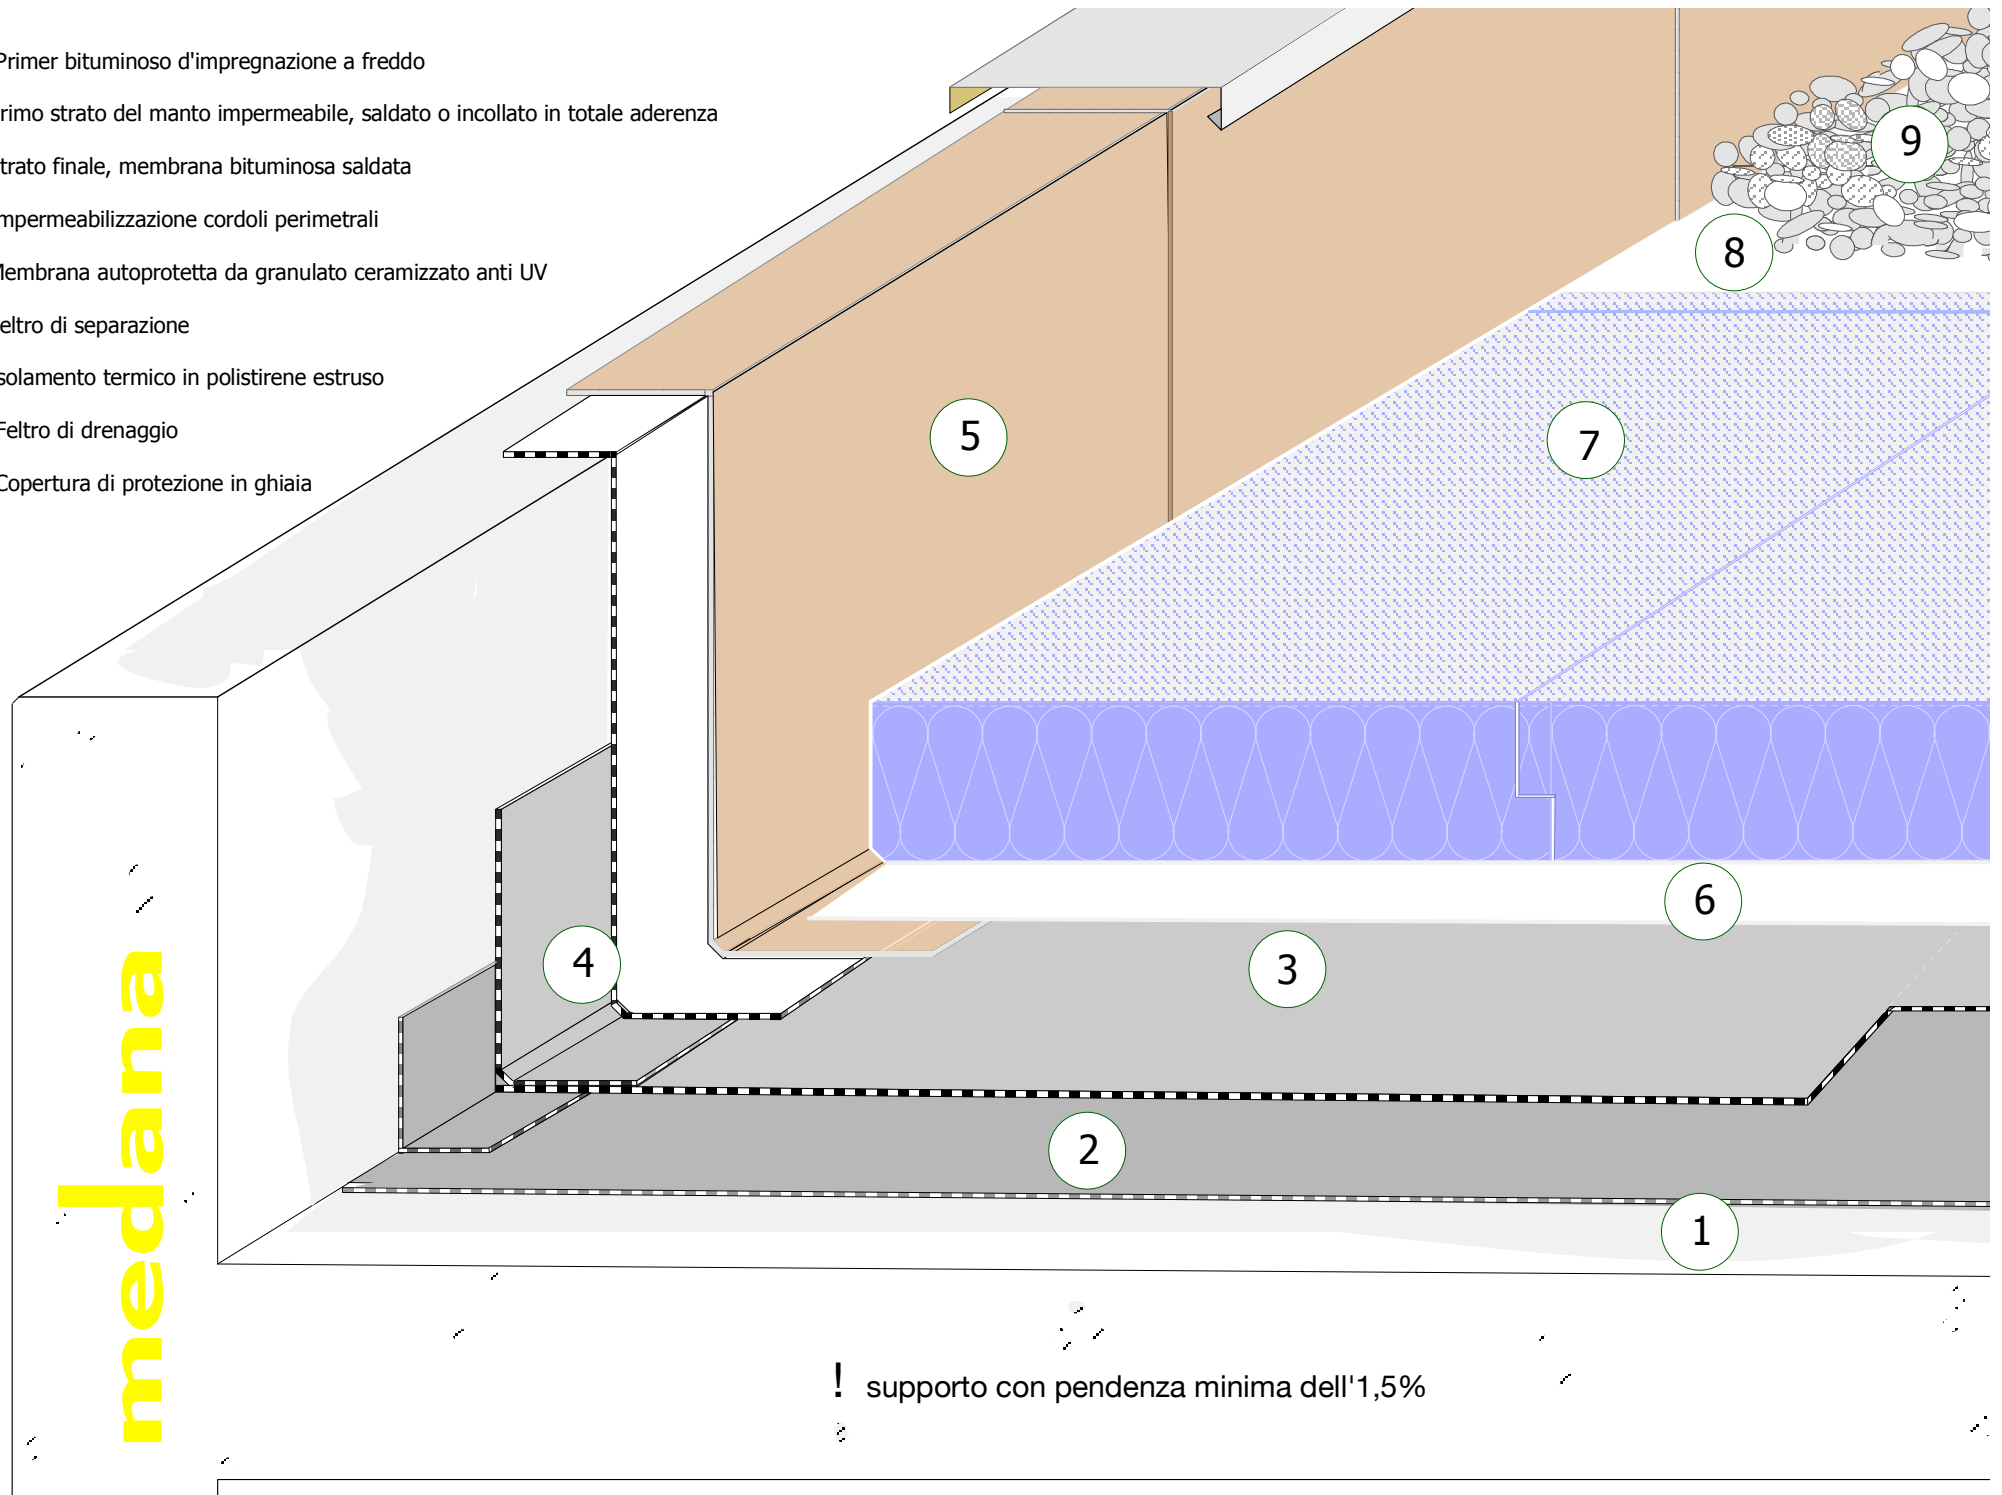 Primer bituminoso d'impregnazione a freddo
rimo strato del manto impermeabile, saldato o incollato in totale aderenza
trato finale, membrana bituminosa saldata
mpermeabilizzazione cordoli perimetrali
Membrana autoprotetta da granulato ceramizzato anti UV
eltro di separazione
solamento termico in polistirene estruso
Feltro di drenaggio
Copertura di protezione in ghiaia
9
8
5
7
6
4
3
2
1
medana
! supporto con pendenza minima dell'1,5%